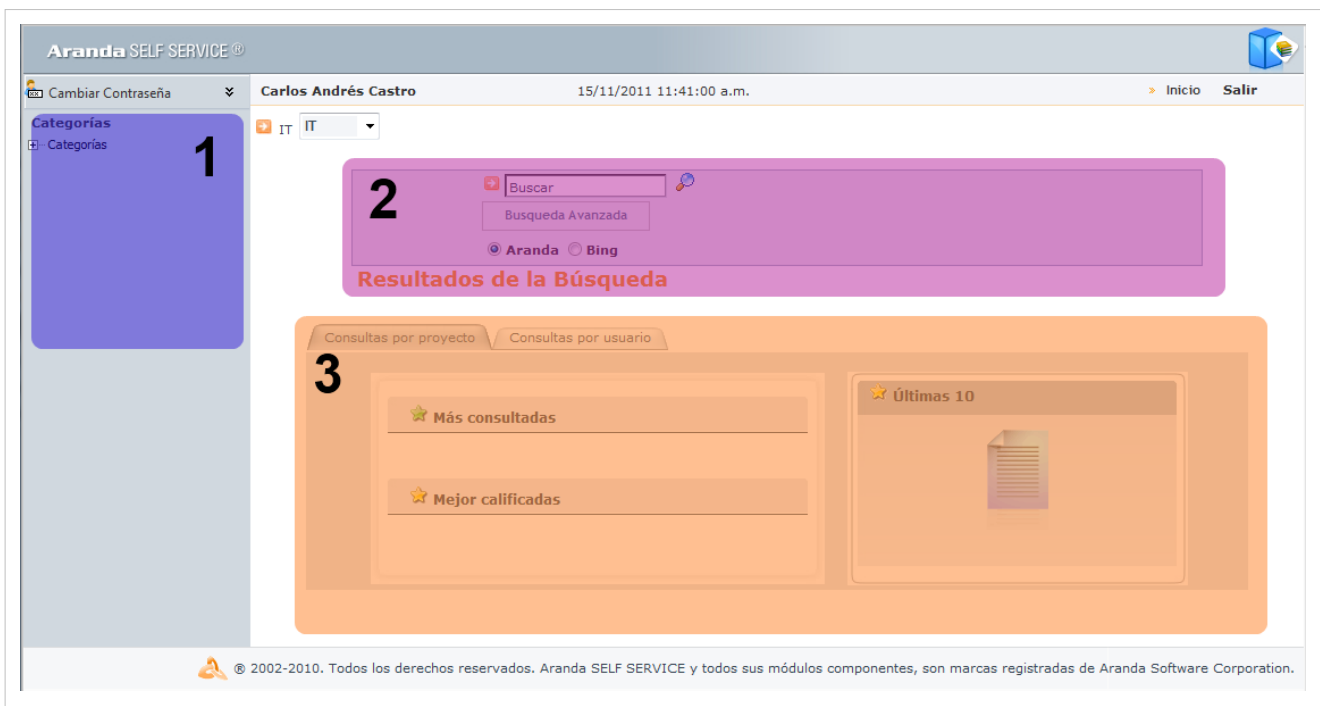 Aranda SELF SERVICE ®
Cambiar Contraseña
Carlos Andrés Castro 15/11/2011 11:41:00 a.m. Inicio Salir
Categorías
Categorías
1
IT IT
2
Buscar
Busqueda Avanzada
Aranda Bing
Resultados de la Búsqueda
Consultas por proyecto Consultas por usuario
3
Más consultadas
Mejor calificadas
Últimas 10
® 2002-2010. Todos los derechos reservados. Aranda SELF SERVICE y todos sus módulos componentes, son marcas registradas de Aranda Software Corporation.